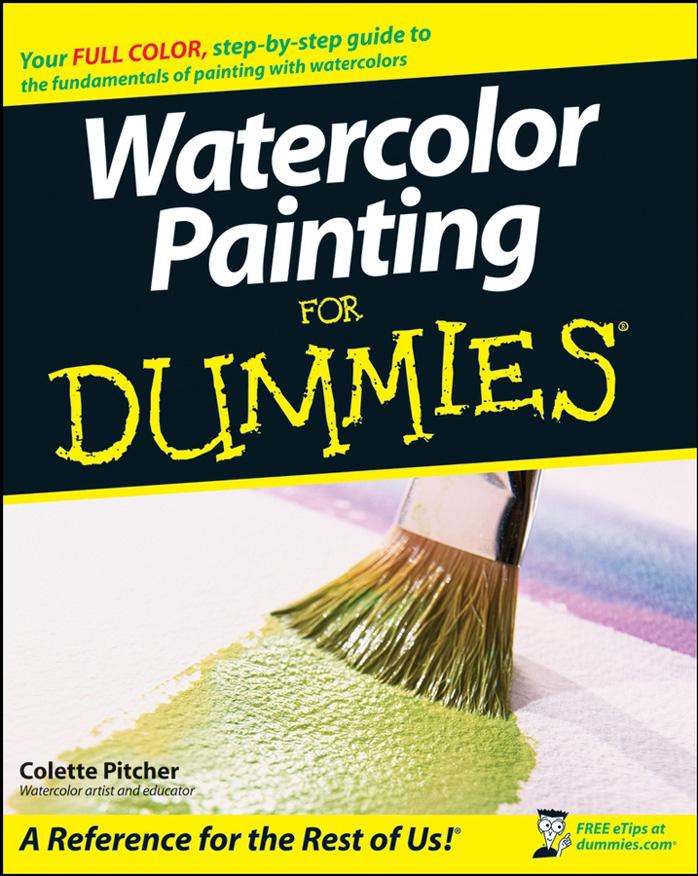 Your FULL COLOR, step-by-step guide to
the fundamentals of painting with watercolors
Watercolor
Painting
FOR
DUMMIES®
Colette Pitcher
Watercolor artist and educator
A Reference for the Rest of Us!®
FREE eTips at
dummies.com®